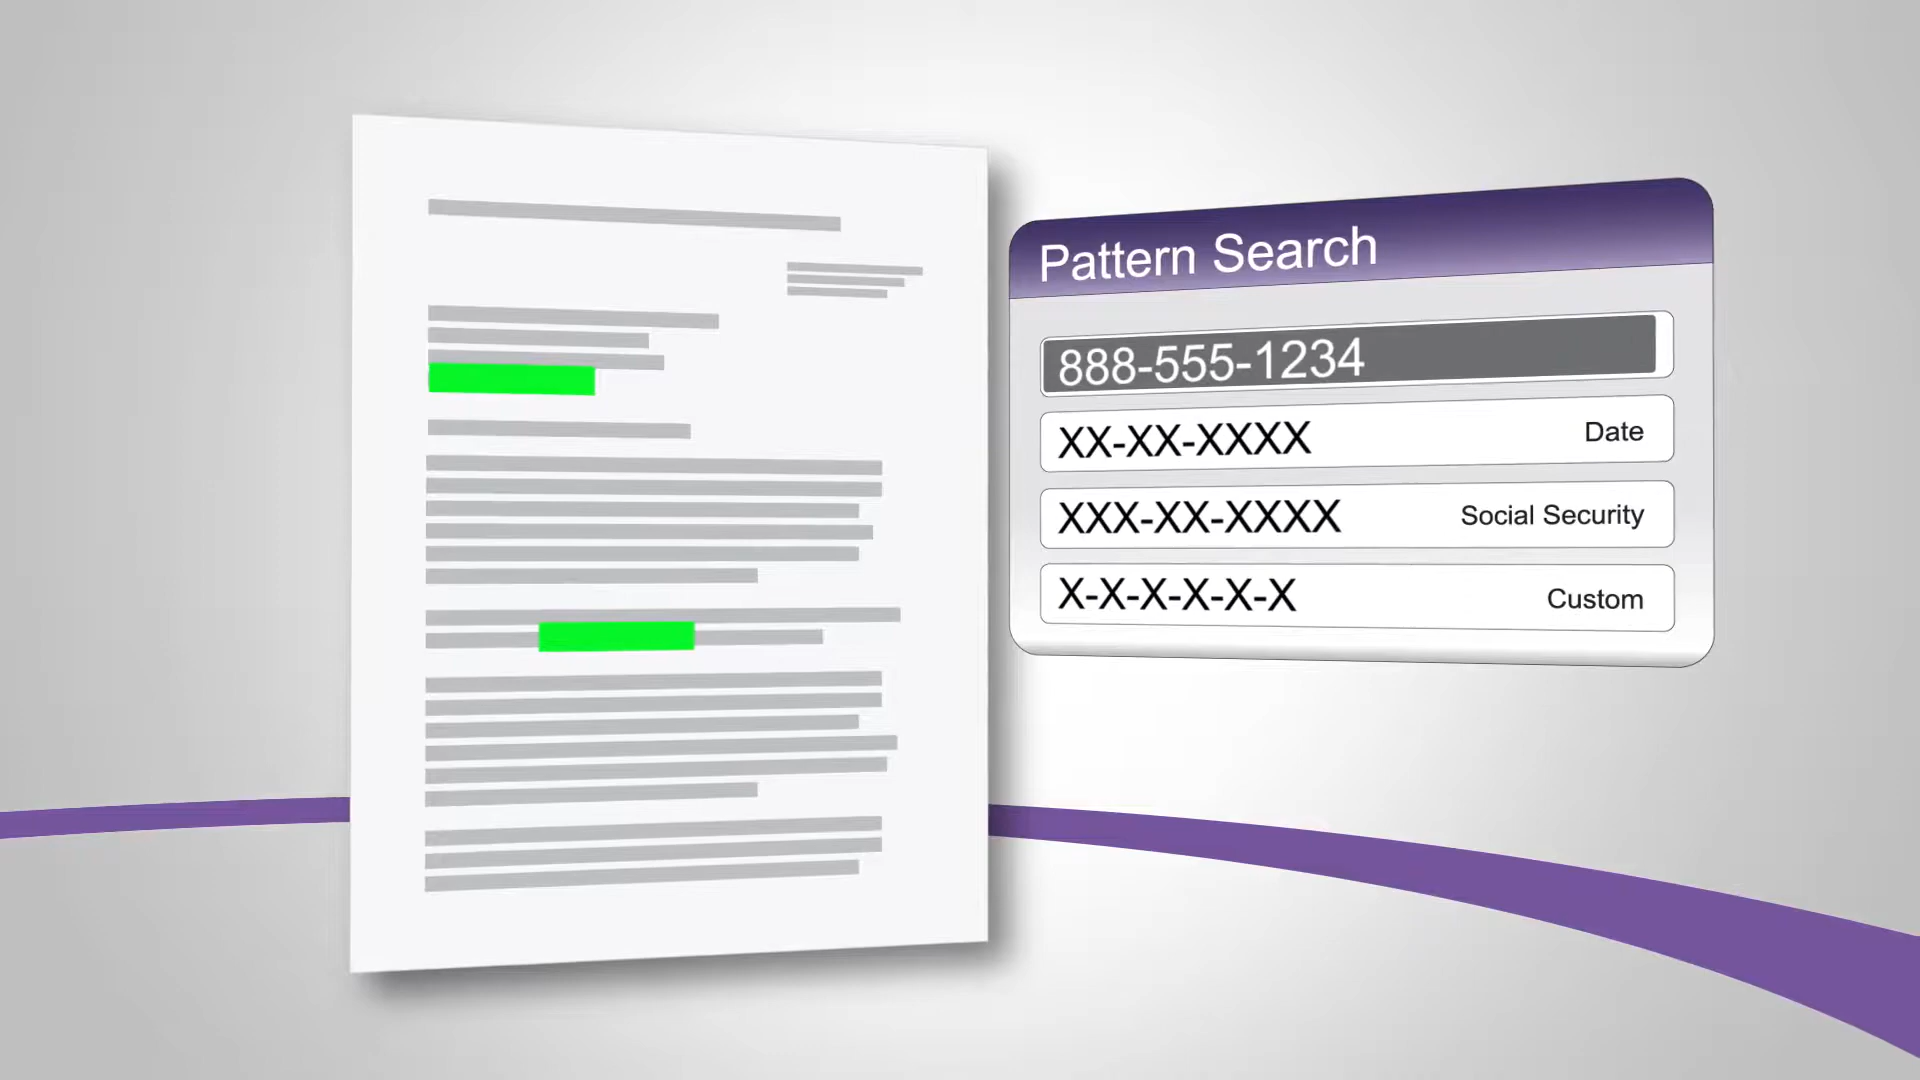 Pattern Search
888-555-1234
XX-XX-XXXX Date
XXX-XX-XXXX Social Security
X-X-X-X-X-X Custom